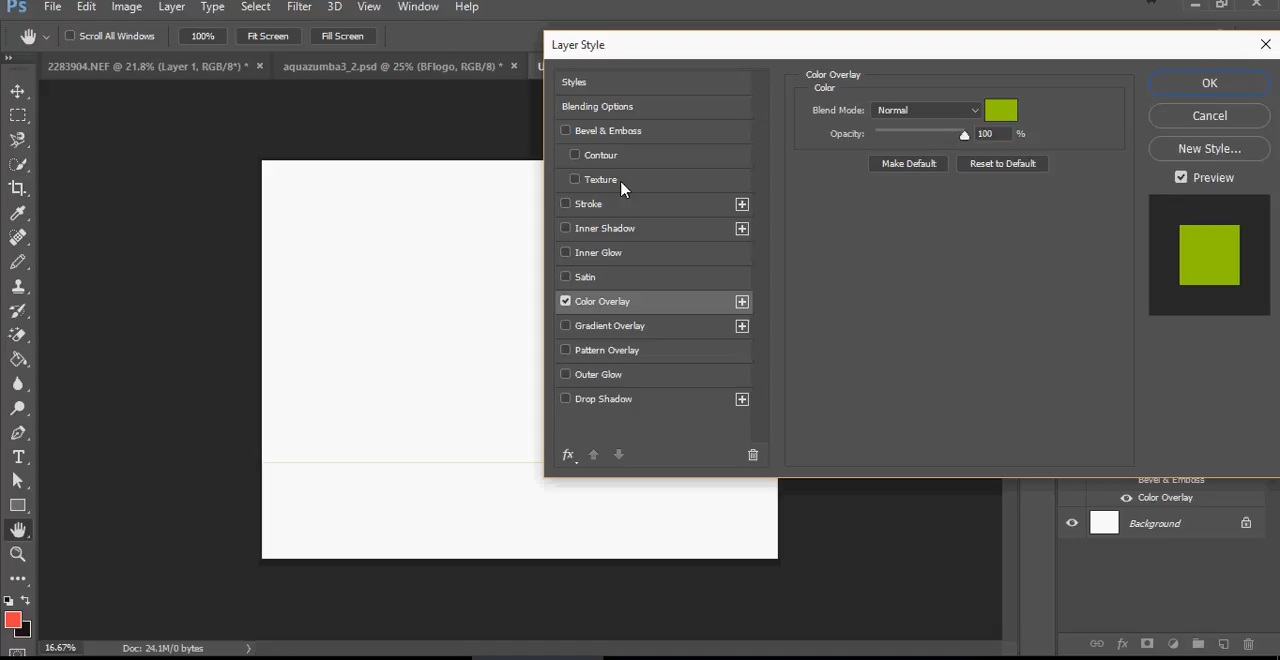 Ps File Edit Image Layer Type Select Filter 3D View Window Help
Scroll All Windows 100% Fit Screen Fill Screen
Layer Style
2283904.NEF @ 21.8% (Layer 1, RGB/8*) * × aquazumba3_2.psd @ 25% (BFlogo, RGB/8) * ×
Styles
Blending Options
Bevel & Emboss
Contour
Texture
Stroke
Inner Shadow
Inner Glow
Satin
Color Overlay
Gradient Overlay
Pattern Overlay
Outer Glow
Drop Shadow
fx
Color Overlay
Color
Blend Mode: Normal
Opacity: 100 %
Make Default Reset to Default
OK
Cancel
New Style...
Preview
Bevel & Emboss
Color Overlay
Background
T
fx
16.67% Doc: 24.1M/0 bytes